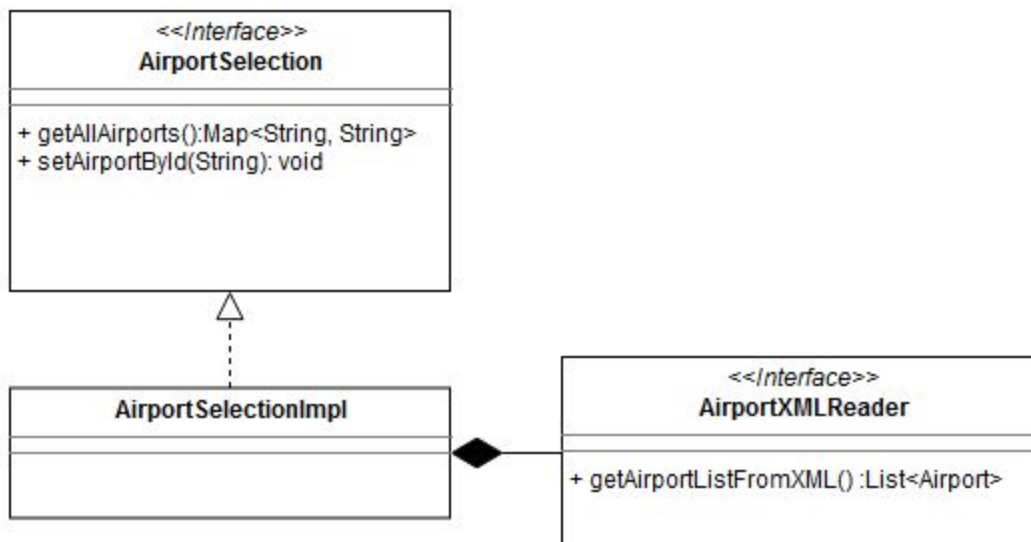 <<Interface>>
AirportSelection
+ getAllAirports():Map<String, String>
+ setAirportById(String): void
AirportSelectionImpl
<<Interface>>
AirportXMLReader
+ getAirportListFromXML() :List<Airport>